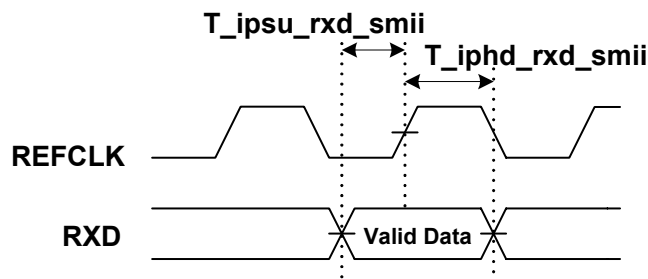 T_ipsu_rxd_smii
T_iphd_rxd_smii
REFCLK
RXD
Valid Data